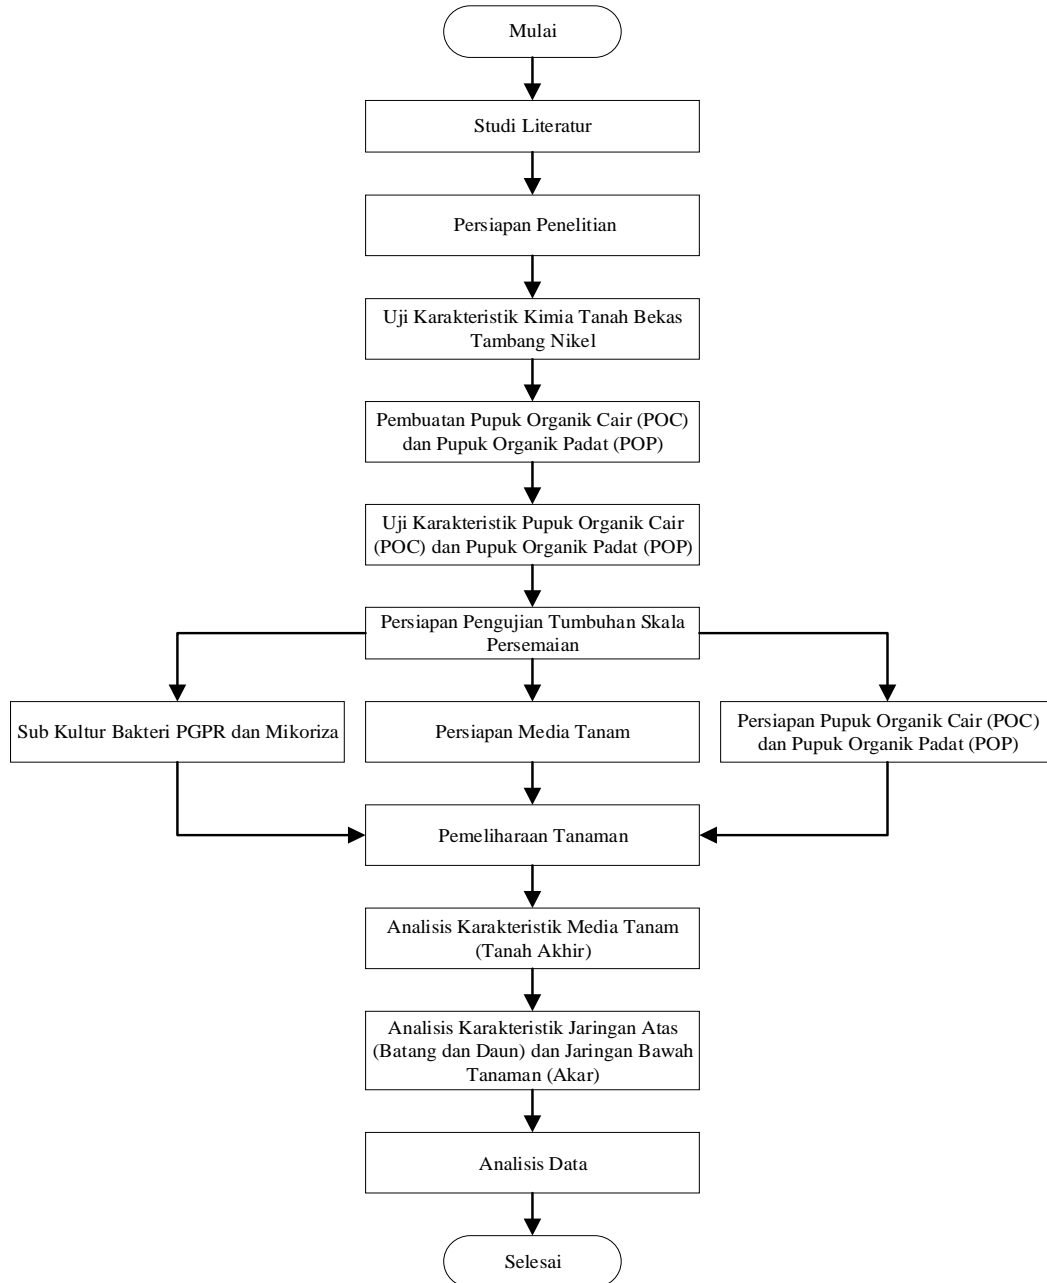 Mulai
Studi Literatur
Persiapan Penelitian
Uji Karakteristik Kimia Tanah Bekas
Tambang Nikel
Pembuatan Pupuk Organik Cair (POC)
dan Pupuk Organik Padat (POP)
Uji Karakteristik Pupuk Organik Cair
(POC) dan Pupuk Organik Padat (POP)
Persiapan Pengujian Tumbuhan Skala
Persemaian
Sub Kultur Bakteri PGPR dan Mikoriza
Persiapan Media Tanam
Persiapan Pupuk Organik Cair (POC)
dan Pupuk Organik Padat (POP)
Pemeliharaan Tanaman
Analisis Karakteristik Media Tanam
(Tanah Akhir)
Analisis Karakteristik Jaringan Atas
(Batang dan Daun) dan Jaringan Bawah
Tanaman (Akar)
Analisis Data
Selesai